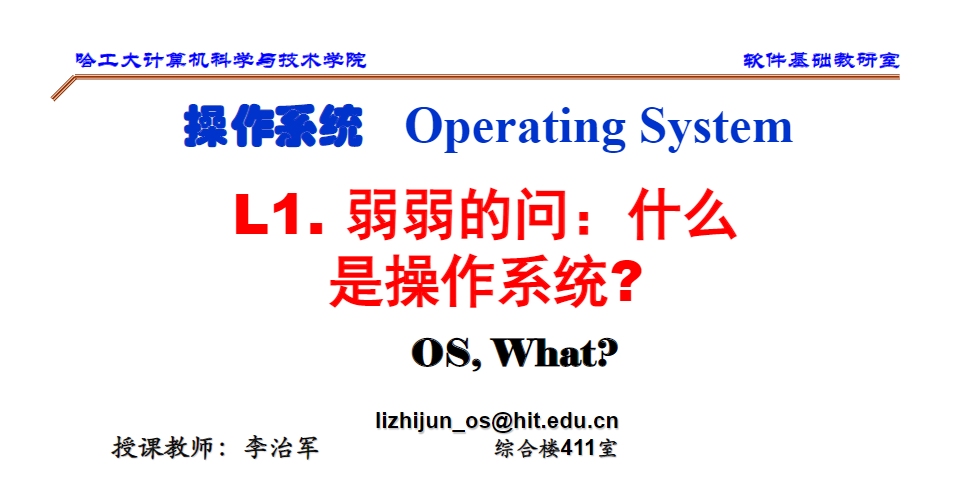 哈工大计算机科学与技术学院 软件基础教研室
操作系统 Operating System
L1. 弱弱的问：什么
是操作系统?
OS, What?
lizhijun_os@hit.edu.cn
授课教师：李治军 综合楼411室